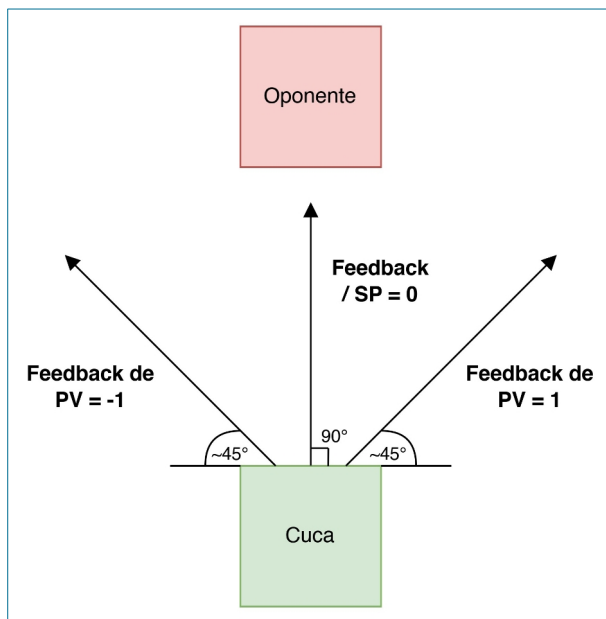 Oponente
Feedback
/ SP = 0
Feedback de
PV = -1
Feedback de
PV = 1
~45°
90°
~45°
Cuca